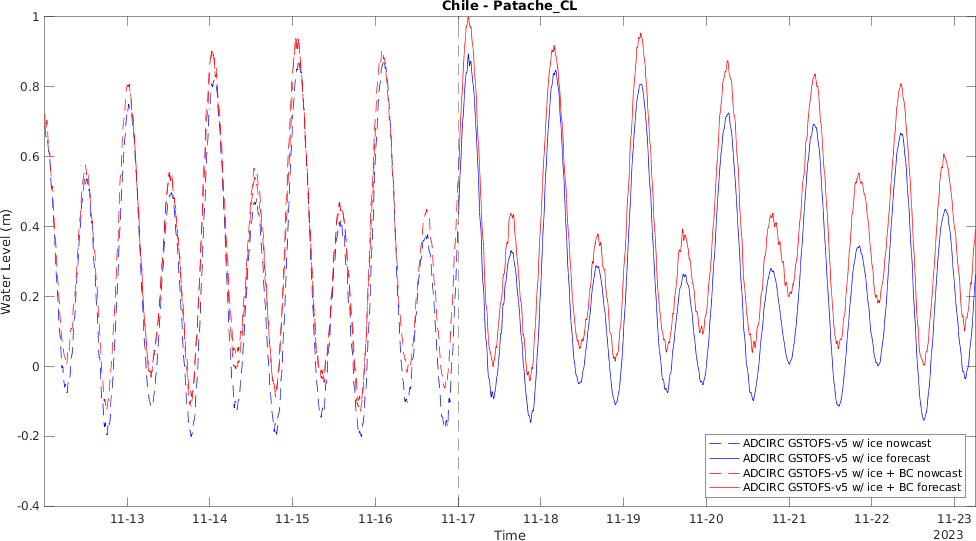 Chile - Patache_CL
Water Level (m)
1
0.8
0.6
0.4
0.2
0
-0.2
-0.4
ADCIRC GSTOFS-v5 w/ ice nowcast
ADCIRC GSTOFS-v5 w/ ice forecast
ADCIRC GSTOFS-v5 w/ ice + BC nowcast
ADCIRC GSTOFS-v5 w/ ice + BC forecast
11-13 11-14 11-15 11-16 11-17 11-18 11-19 11-20 11-21 11-22 11-23
2023
Time